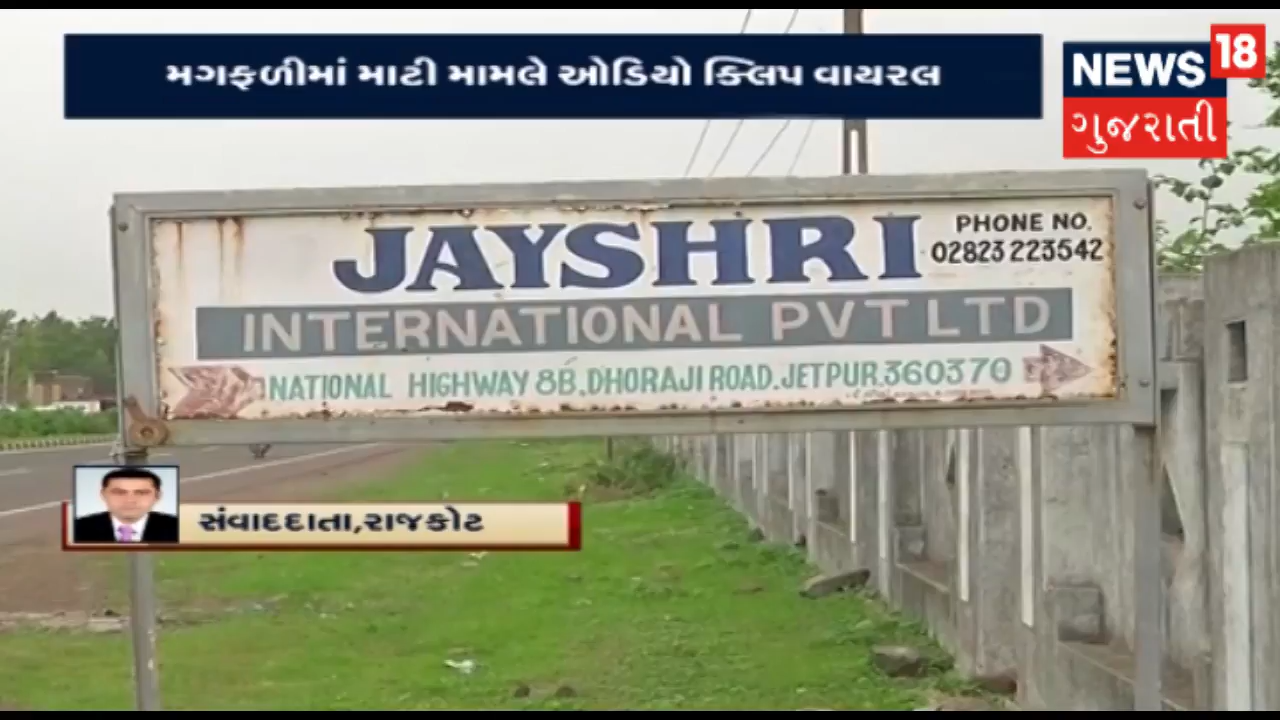 મગફળીમાં માટી મામલે ઓડિયો ક્લિપ વાયરલ
NEWS 18
ગુજરાતી
JAYSHRI
PHONE NO.
02823 223542
INTERNATIONAL PVT LTD
NATIONAL HIGHWAY 8B. DHORAJI ROAD. JETPUR.360370
સંવાદદાતા,રાજકોટ